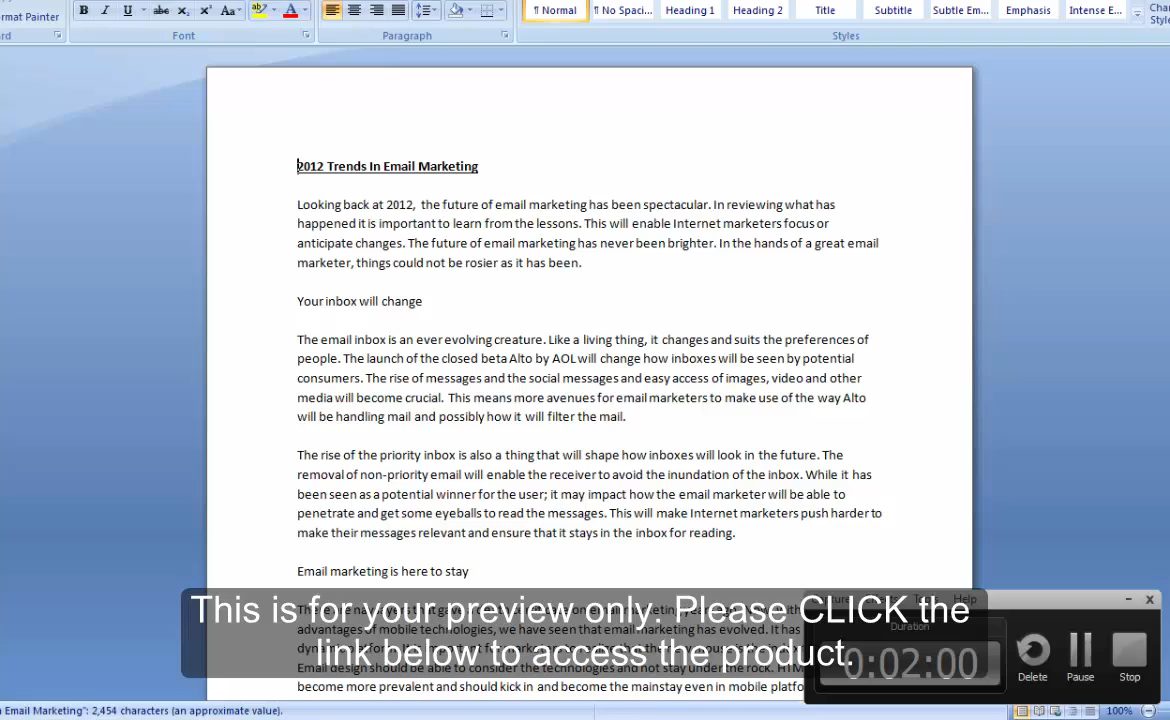 rmat Painter
B I U abc X₂ X² Aa ab A
¶ Normal ¶ No Spaci... Heading 1 Heading 2 Title Subtitle Subtle Em... Emphasis Intense E...
rd Font Paragraph Styles
2012 Trends In Email Marketing
Looking back at 2012, the future of email marketing has been spectacular. In reviewing what has
happened it is important to learn from the lessons. This will enable Internet marketers focus or
anticipate changes. The future of email marketing has never been brighter. In the hands of a great email
marketer, things could not be rosier as it has been.
Your inbox will change
The email inbox is an ever evolving creature. Like a living thing, it changes and suits the preferences of
people. The launch of the closed beta Alto by AOL will change how inboxes will be seen by potential
consumers. The rise of messages and the social messages and easy access of images, video and other
media will become crucial. This means more avenues for email marketers to make use of the way Alto
will be handling mail and possibly how it will filter the mail.
The rise of the priority inbox is also a thing that will shape how inboxes will look in the future. The
removal of non-priority email will enable the receiver to avoid the inundation of the inbox. While it has
been seen as a potential winner for the user; it may impact how the email marketer will be able to
penetrate and get some eyeballs to read the messages. This will make Internet marketers push harder to
make their messages relevant and ensure that it stays in the inbox for reading.
Email marketing is here to stay
This is for your preview only. Please CLICK the
link below to access the product.
advantages of mobile technologies, we have seen that email marketing has evolved. It has
Email design should be able to consider the technologies and not stay under the rock.
become more prevalent and should kick in and become the mainstay even in mobile platfo
Tools Help
Duration
0:02:00
Delete Pause Stop
n Email Marketing": 2,454 characters (an approximate value).
100%